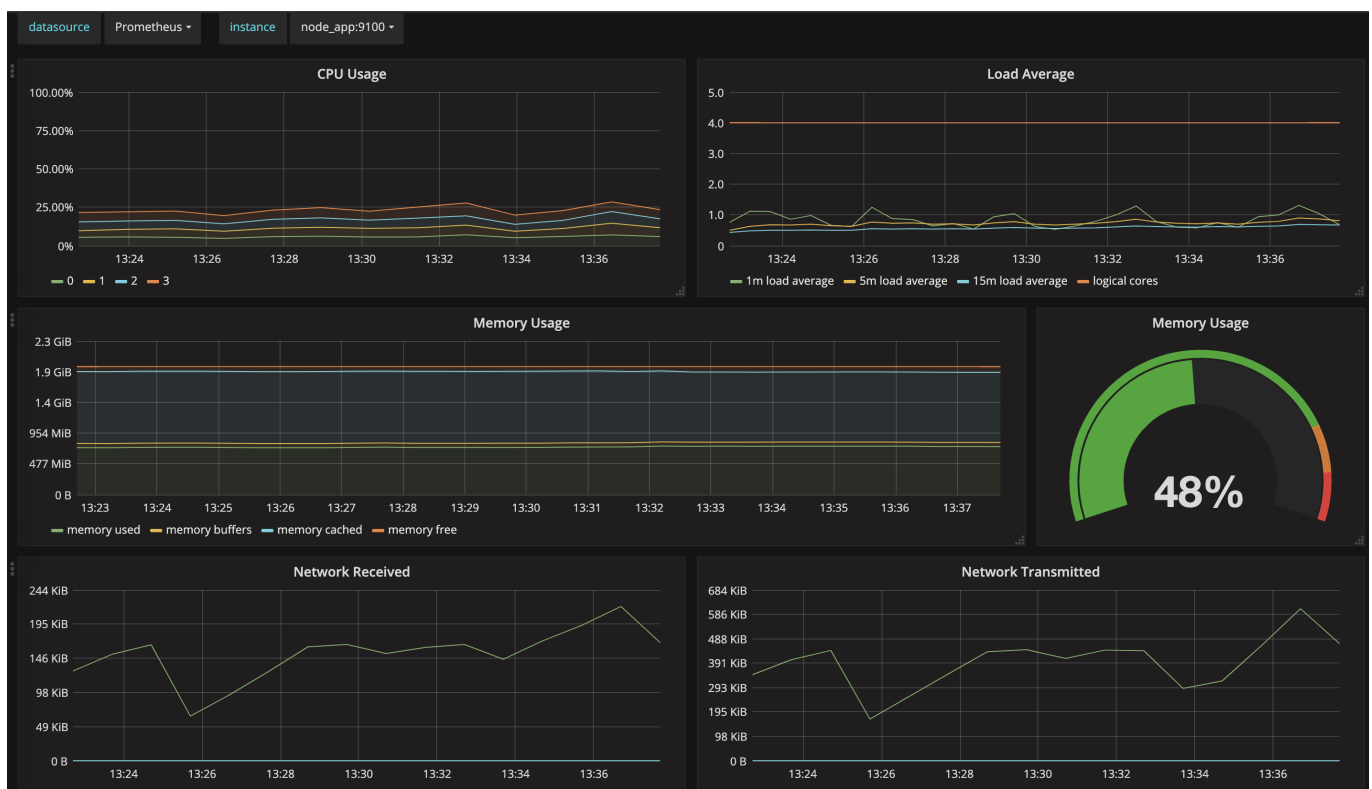 datasource Prometheus instance node_app:9100
CPU Usage
100.00%
75.00%
50.00%
25.00%
0%
13:24 13:26 13:28 13:30 13:32 13:34 13:36
0 1 2 3
Load Average
5.0
4.0
3.0
2.0
1.0
0
13:24 13:26 13:28 13:30 13:32 13:34 13:36
1m load average 5m load average 15m load average logical cores
Memory Usage
2.3 GiB
1.9 GiB
1.4 GiB
954 MiB
477 MiB
0 B
13:23 13:24 13:25 13:26 13:27 13:28 13:29 13:30 13:31 13:32 13:33 13:34 13:35 13:36 13:37
memory used memory buffers memory cached memory free
Memory Usage
48%
Network Received
244 KiB
195 KiB
146 KiB
98 KiB
49 KiB
0 B
13:24 13:26 13:28 13:30 13:32 13:34 13:36
Network Transmitted
684 KiB
586 KiB
488 KiB
391 KiB
293 KiB
195 KiB
98 KiB
0 B
13:24 13:26 13:28 13:30 13:32 13:34 13:36